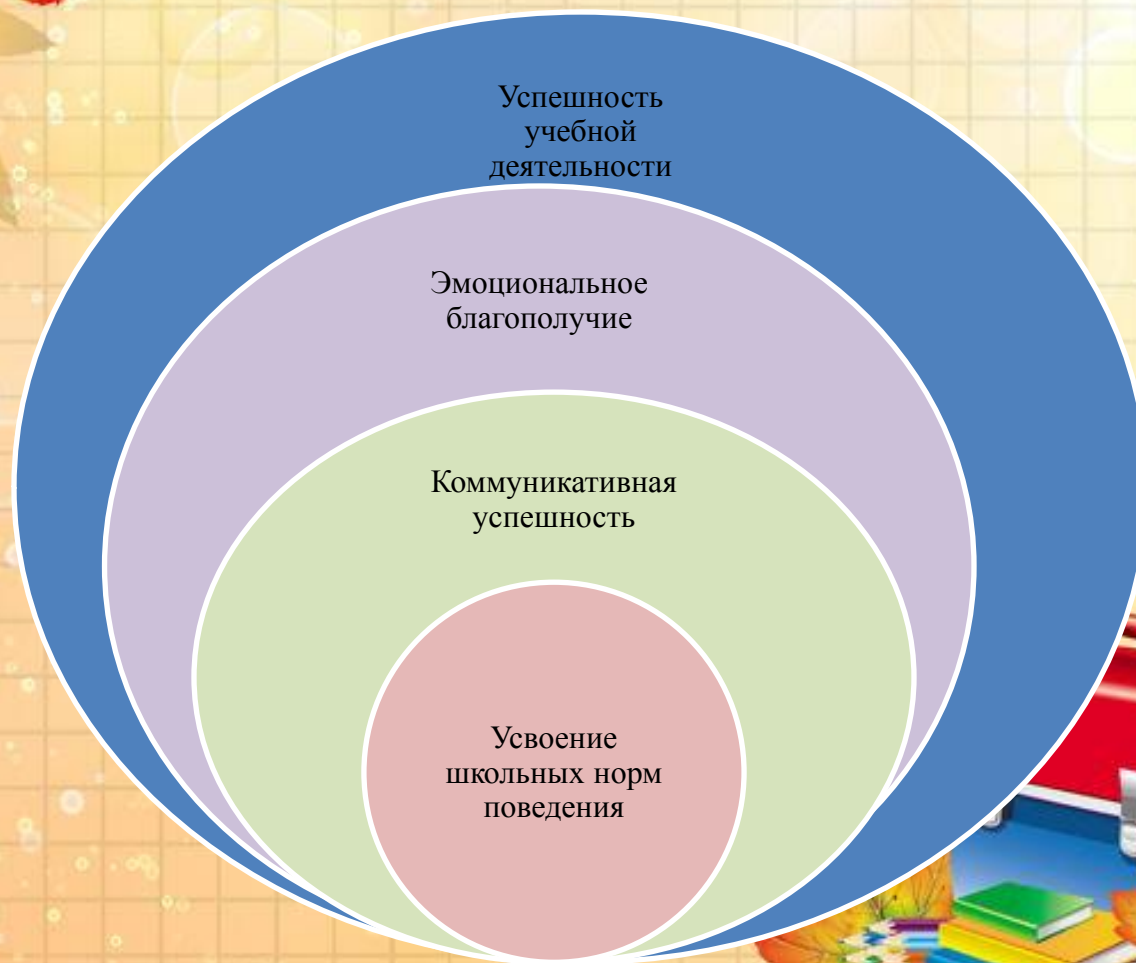 Успешность
учебной
деятельности
Эмоциональное
благополучие
Коммуникативная
успешность
Усвоение
школьных норм
поведения